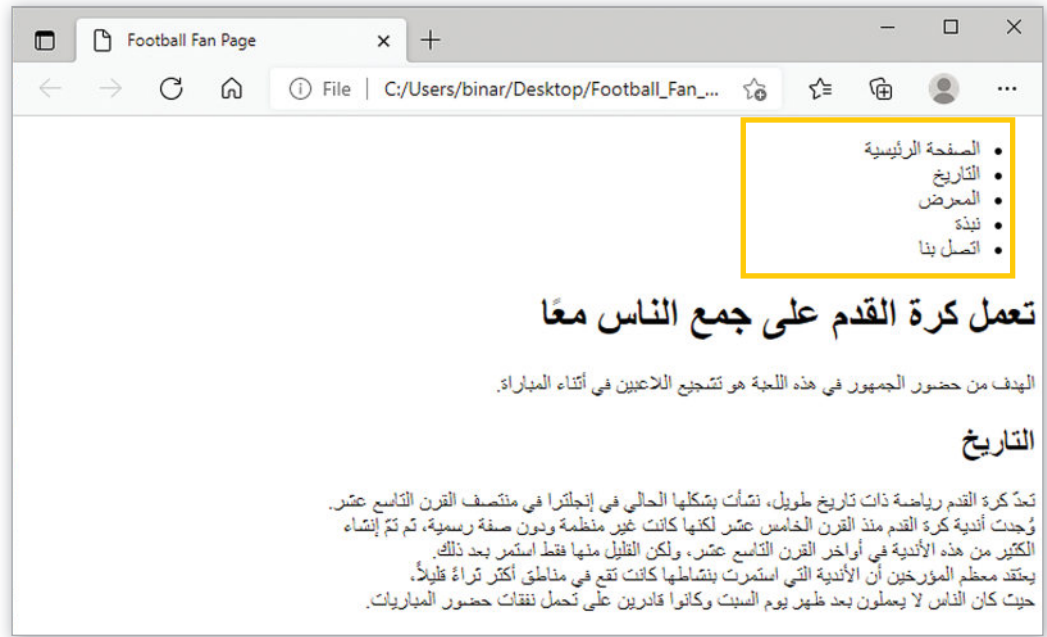 Football Fan Page
File | C:/Users/binar/Desktop/Football_Fan_...
الصفحة الرئيسية
التاريخ
المعرض
نبذة
اتصل بنا
تعمل كرة القدم على جمع الناس معًا
الهدف من حضور الجمهور في هذه اللعبة هو تشجيع اللاعبين في أثناء المباراة.
التاريخ
تعدّ كرة القدم رياضة ذات تاريخ طويل، نشأت بشكلها الحالي في إنجلترا في منتصف القرن التاسع عشر.
وُجدت أندية كرة القدم منذ القرن الخامس عشر لكنها كانت غير منظمة ودون صفة رسمية، ثم تمّ إنشاء
الكثير من هذه الأندية في أواخر القرن التاسع عشر، ولكن القليل منها فقط استمر بعد ذلك.
يعتقد معظم المؤرخين أن الأندية التي استمرت بنشاطها كانت تقع في مناطق أكثر ثراءً قليلاً،
حيث كان الناس لا يعملون بعد ظهر يوم السبت وكانوا قادرين على تحمل نفقات حضور المباريات.